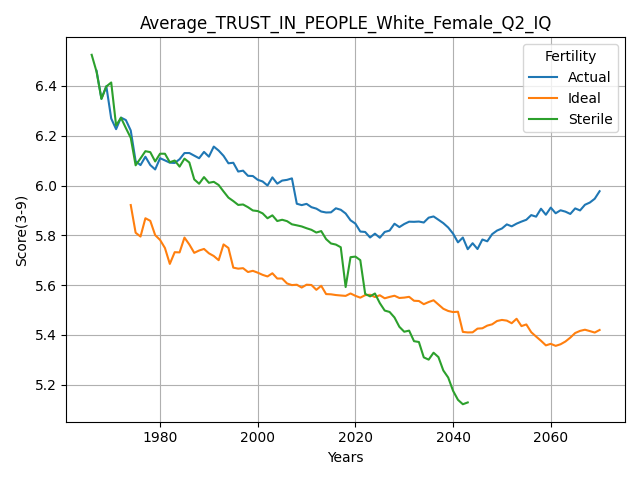 Average_TRUST_IN_PEOPLE_White_Female_Q2_IQ
Fertility
Actual
Ideal
Sterile
Score(3-9)
6.4
6.2
6.0
5.8
5.6
5.4
5.2
1980
2000
2020
2040
2060
Years